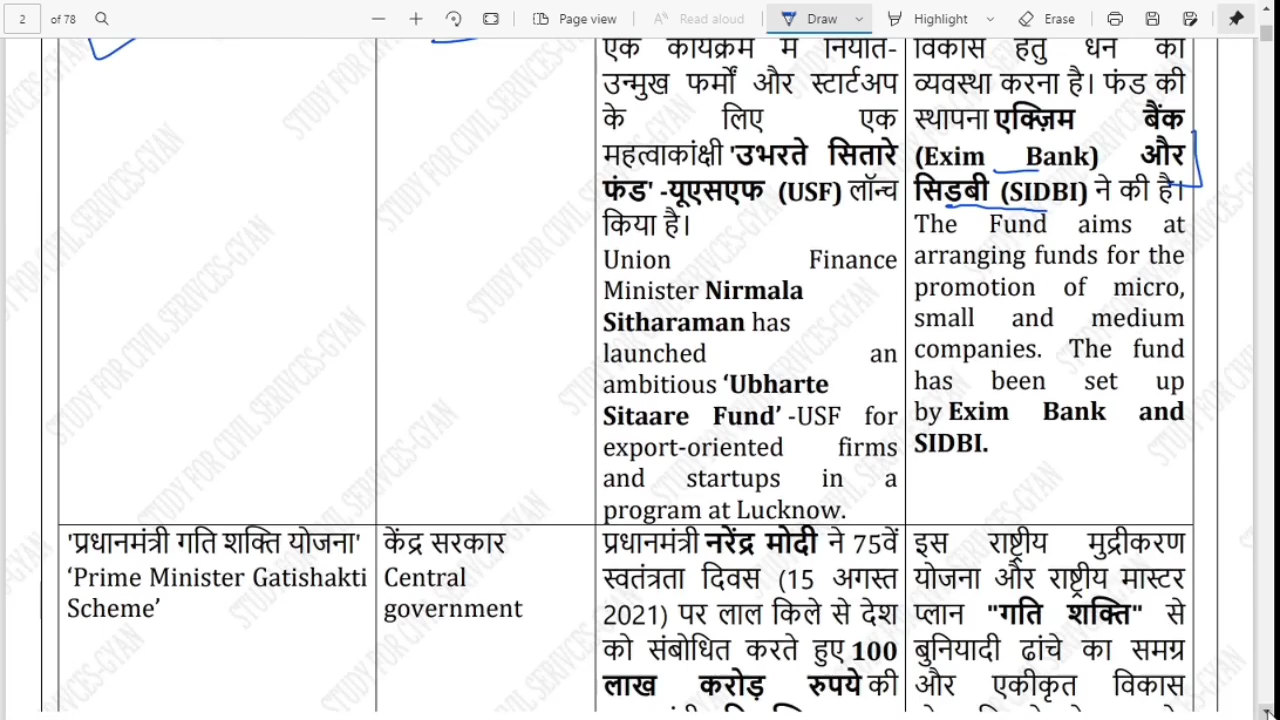 2 of 78 Page view Read aloud Draw Highlight Erase
एक कार्यक्रम में निर्यात-
उन्मुख फर्मों और स्टार्टअप
के लिए एक
महत्वाकांक्षी 'उभरते सितारे
फंड' -यूएसएफ (USF) लॉन्च
किया है।
Union Finance
Minister Nirmala
Sitharaman has
launched an
ambitious ‘Ubharte
Sitaare Fund’ -USF for
export-oriented firms
and startups in a
program at Lucknow.
विकास हेतु धन की
व्यवस्था करना है। फंड की
स्थापना एक्ज़िम बैंक
(Exim Bank) और
सिडबी (SIDBI) ने की है।
The Fund aims at
arranging funds for the
promotion of micro,
small and medium
companies. The fund
has been set up
by Exim Bank and
SIDBI.
'प्रधानमंत्री गति शक्ति योजना'
‘Prime Minister Gatishakti
Scheme’
केंद्र सरकार
Central
government
प्रधानमंत्री नरेंद्र मोदी ने 75वें
स्वतंत्रता दिवस (15 अगस्त
2021) पर लाल किले से देश
को संबोधित करते हुए 100
लाख करोड़ रुपये की
इस राष्ट्रीय मुद्रीकरण
योजना और राष्ट्रीय मास्टर
प्लान "गति शक्ति" से
बुनियादी ढांचे का समग्र
और एकीकृत विकास
STUDY FOR CIVIL SERIVCES-GYAN